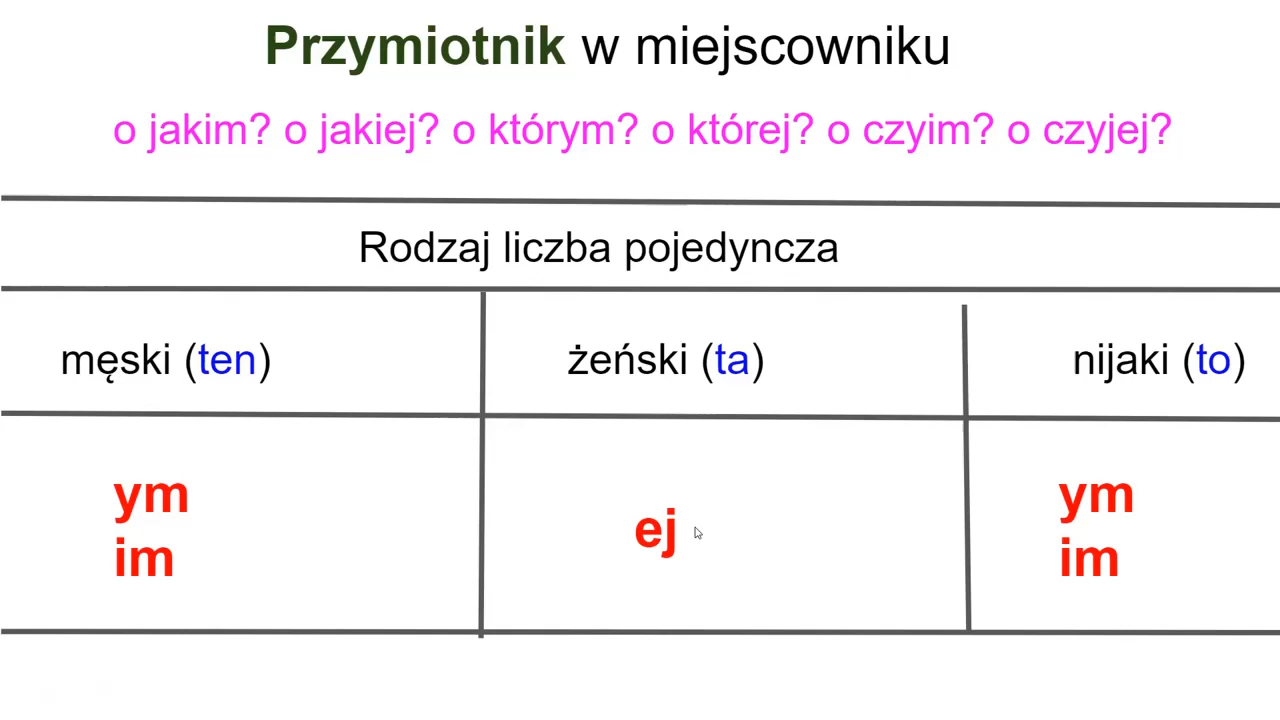 Przymiotnik w miejscowniku
o jakim? o jakiej? o którym? o której? o czyim? o czyjej?
Rodzaj liczba pojedyncza
męski (ten) żeński (ta) nijaki (to)
ym ej ym
im im